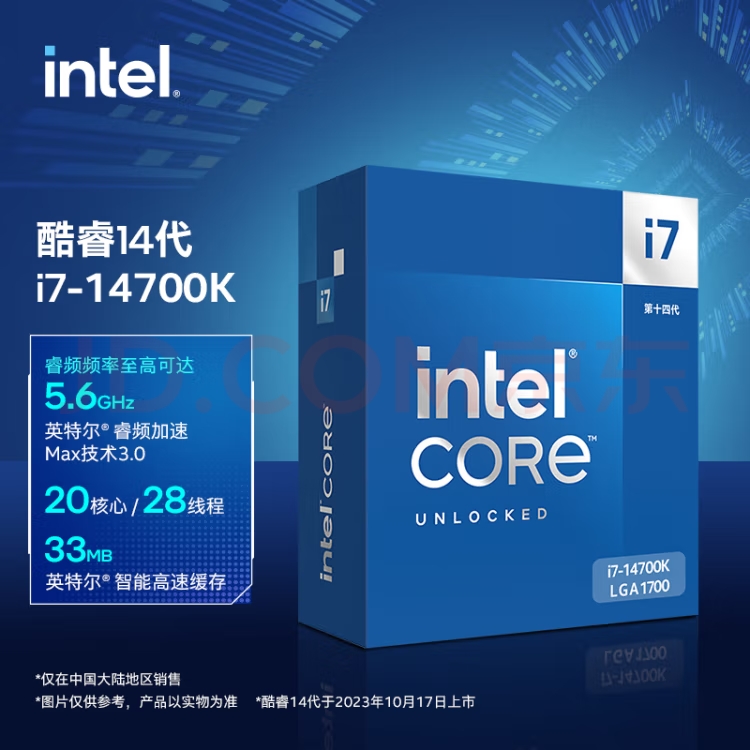 intel®
酷睿14代
i7-14700K
睿频频率至高可达
5.6GHz
英特尔® 睿频加速
Max技术3.0
20核心 / 28线程
33MB
英特尔® 智能高速缓存
i7
第十四代
i7
intel®
CORE™
UNLOCKED
intel CORE
i7-14700K
LGA1700
JD.COM京东
*仅在中国大陆地区销售
*图片仅供参考，产品以实物为准 *酷睿14代于2023年10月17日上市